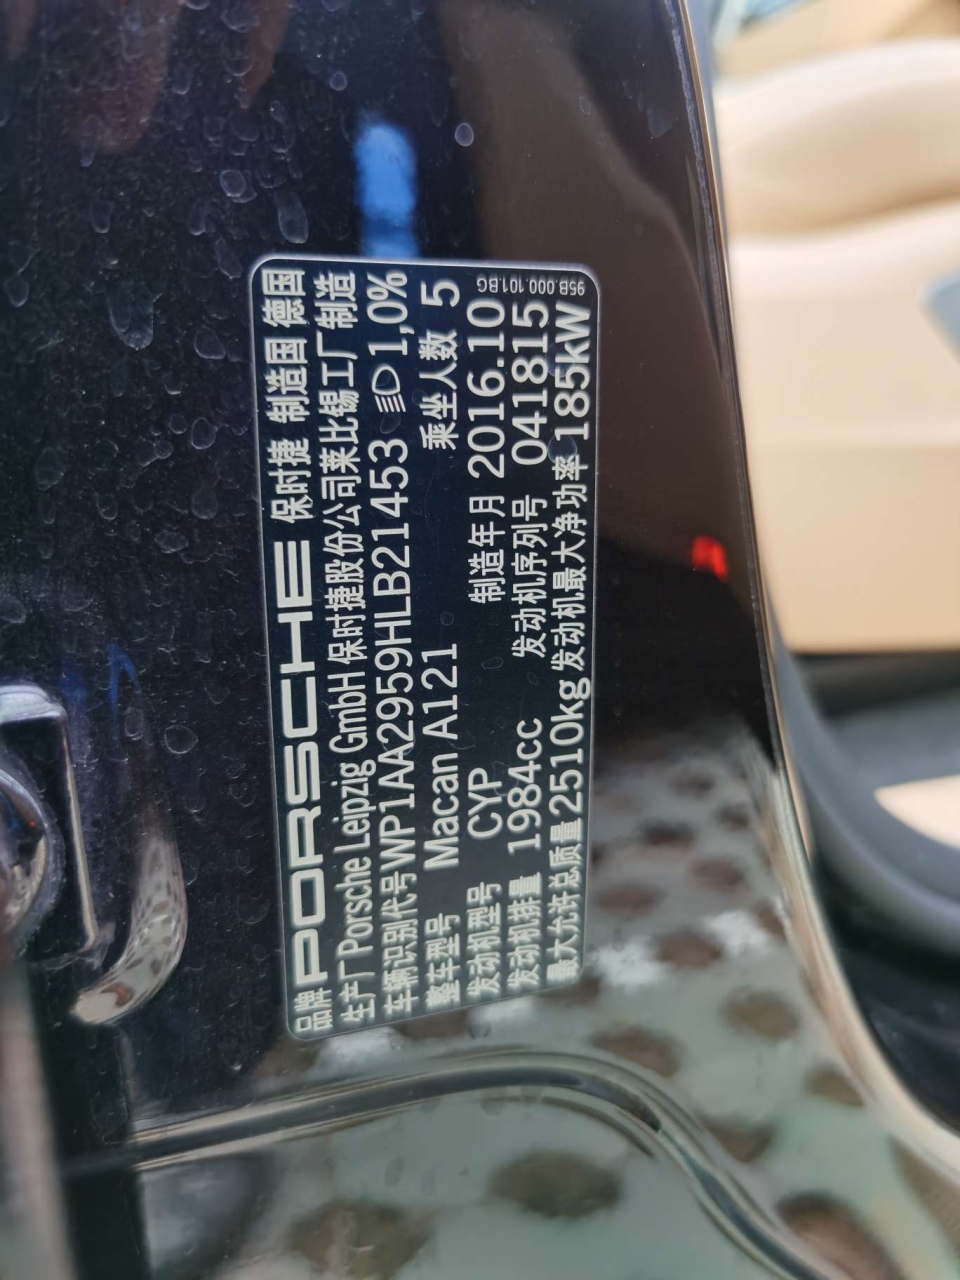 品牌 PORSCHE 保时捷 制造国 德国
生产厂 Porsche Leipzig GmbH 保时捷股份公司莱比锡工厂 制造
车辆识别代号 WP1AA2959HLB21453 1,0%
整车型号 Macan A121 乘坐人数 5
发动机型号 CYP 制造年月 2016.10
发动机排量 1984cc 发动机序列号 041815
最大允许总质量 2510kg 发动机最大净功率 185kW
95B.000.101.BG